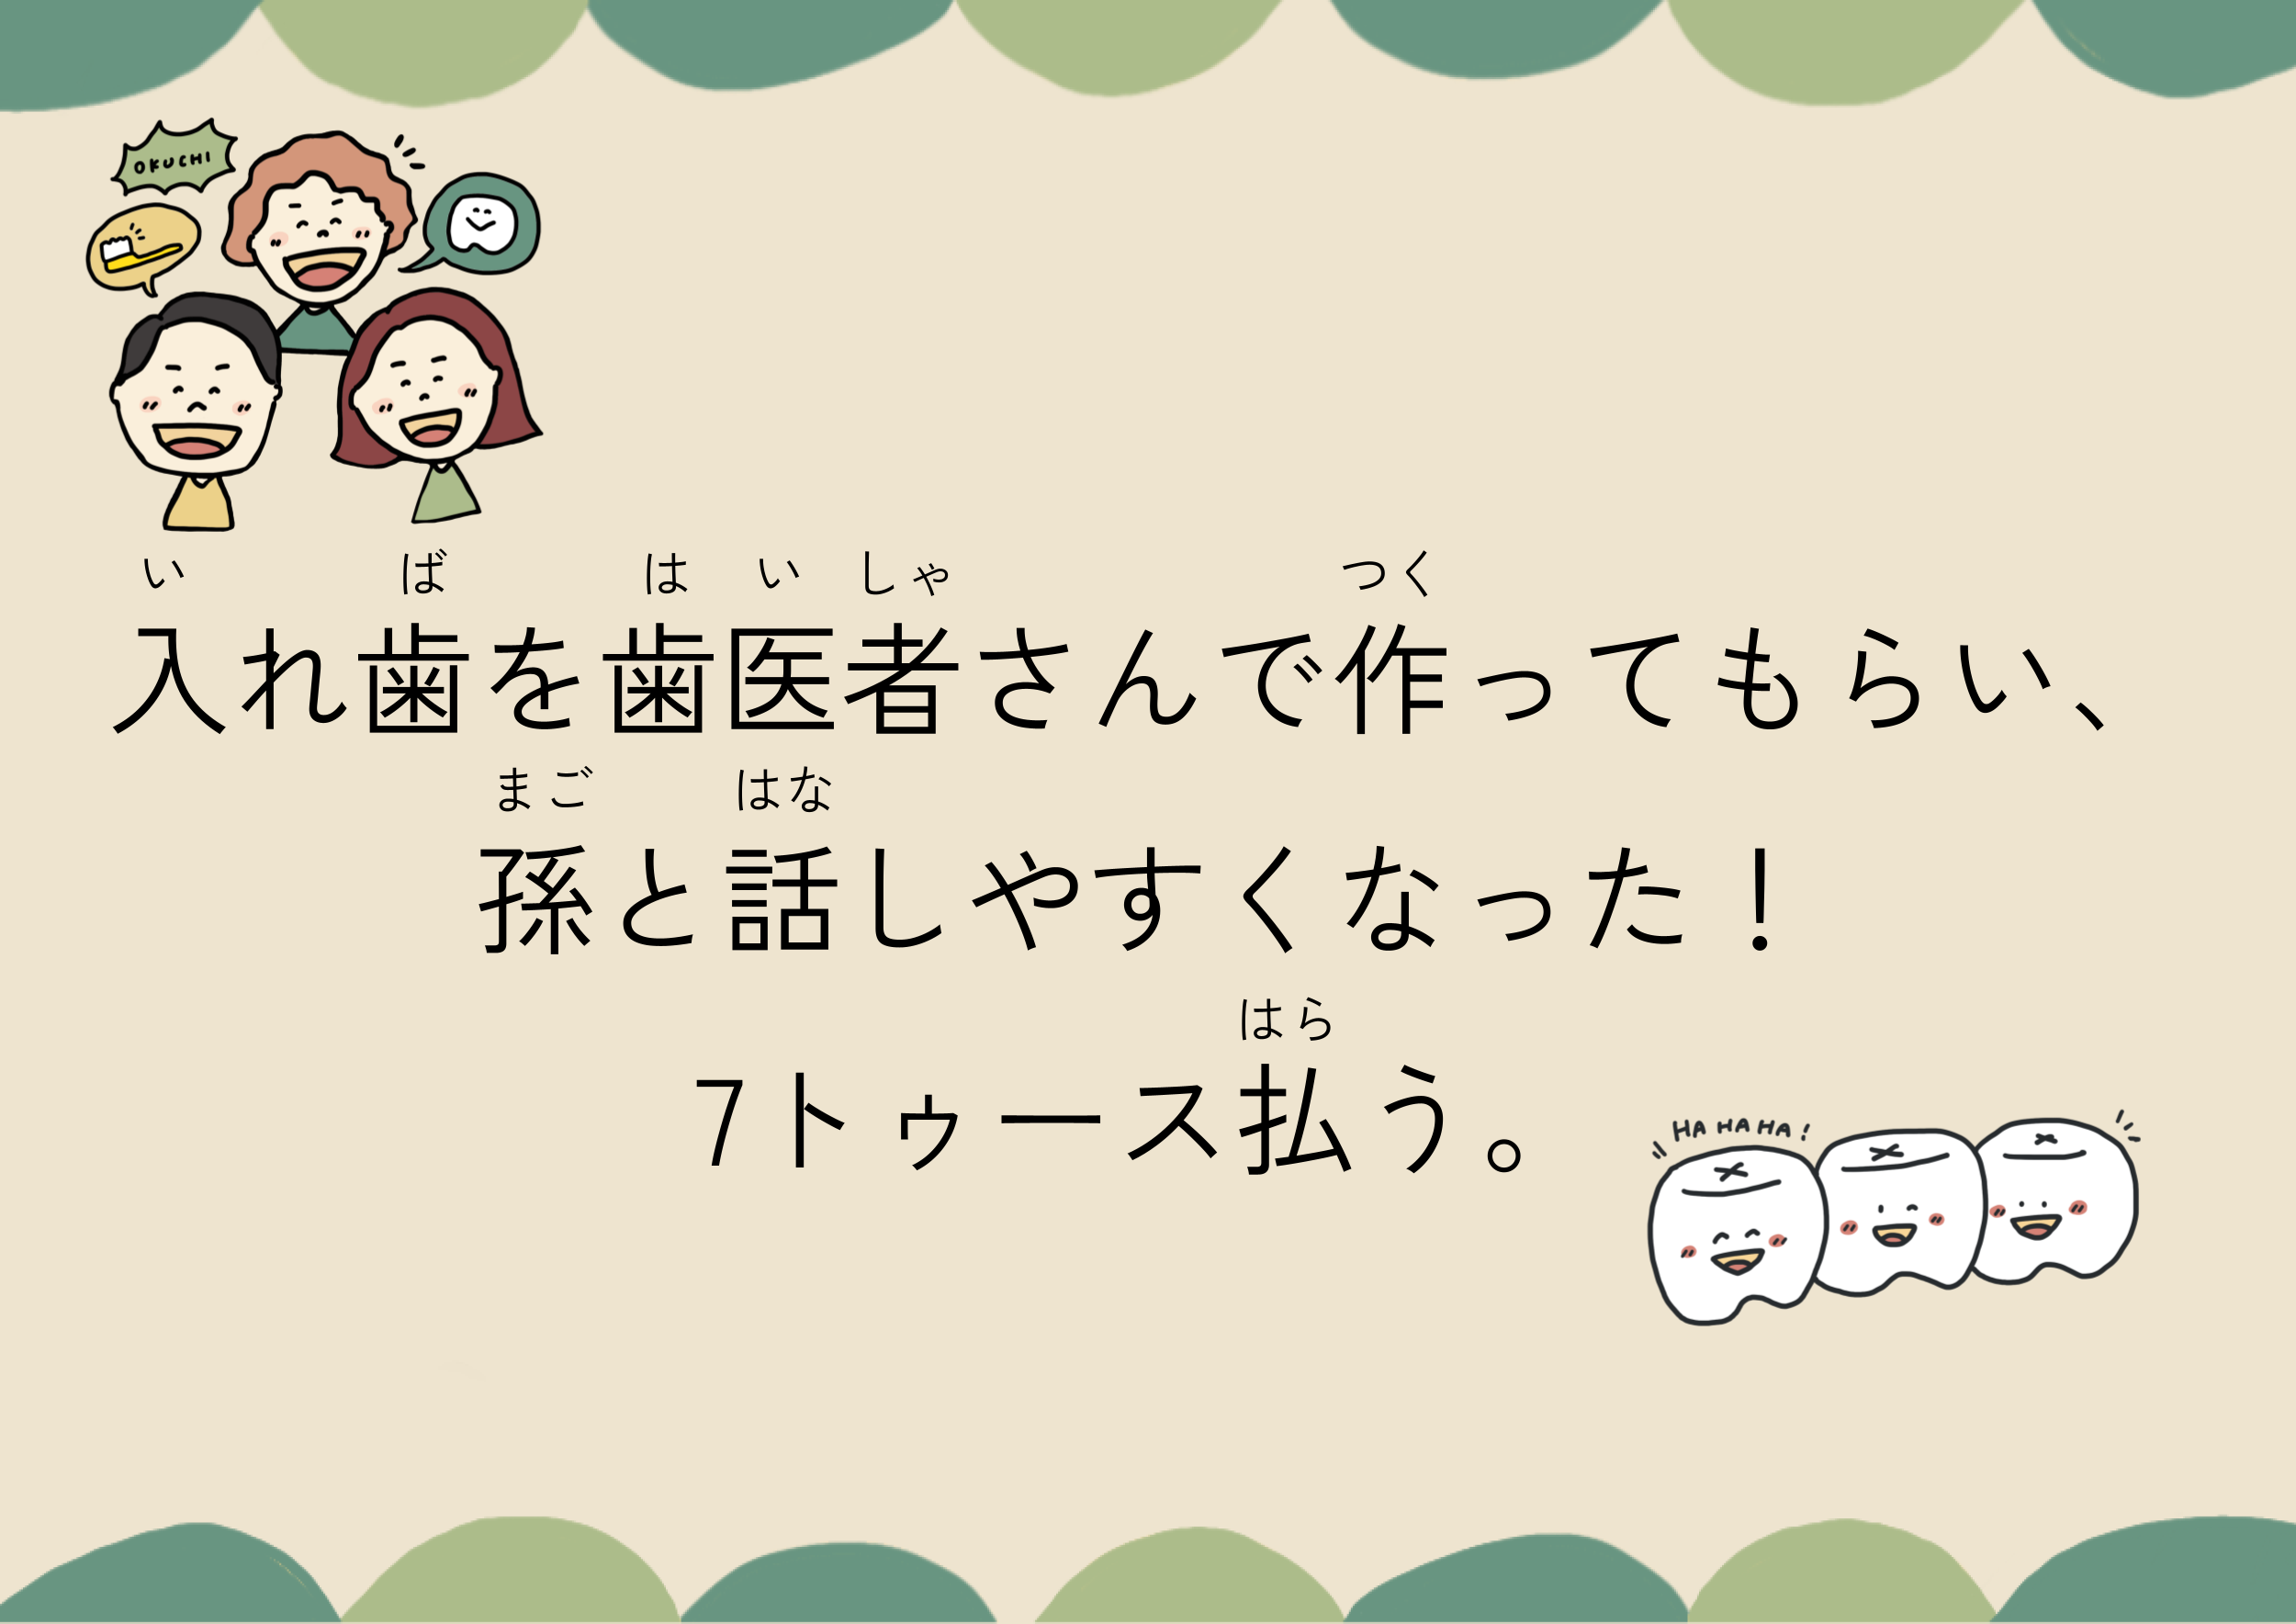 OKUCHI
い ば は い しゃ つく
入れ歯を歯医者さんで作ってもらい、
まご はな
孫と話しやすくなった！
はら
7トゥース払う。
HA HA HA !